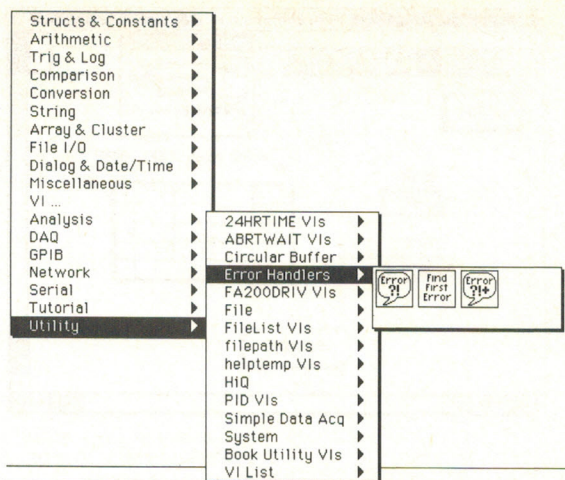 Structs & Constants
Arithmetic
Trig & Log
Comparison
Conversion
String
Array & Cluster
File I/O
Dialog & Date/Time
Miscellaneous
VI ...
Analysis
DAQ
GPIB
Network
Serial
Tutorial
Utility
24HRTIME VIs
ABRTWAIT VIs
Circular Buffer
Error Handlers
FA200DRIV VIs
File
FileList VIs
filepath VIs
helptemp VIs
HiQ
PID VIs
Simple Data Acq
System
Book Utility VIs
VI List
Error
?!
Find
First
Error
Error
?!+